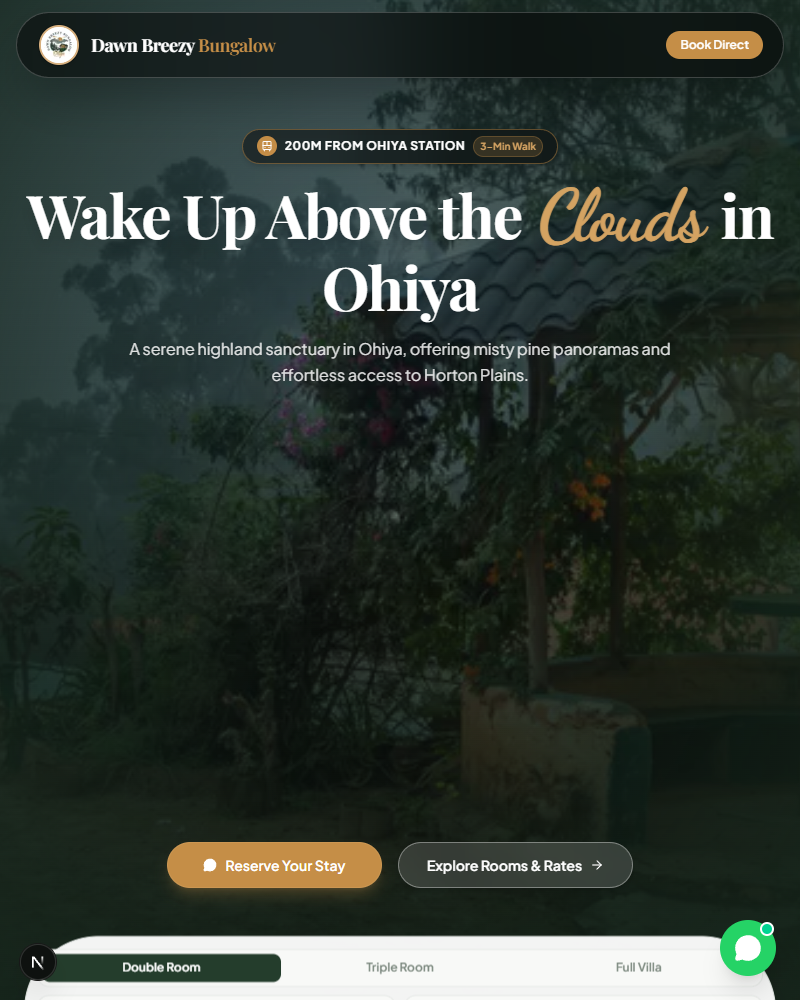 Dawn Breezy Bungalow
Book Direct
200M FROM OHIYA STATION 3-Min Walk
Wake Up Above the Clouds in
Ohiya
A serene highland sanctuary in Ohiya, offering misty pine panoramas and
effortless access to Horton Plains.
Reserve Your Stay
Explore Rooms & Rates →
N
Double Room
Triple Room
Full Villa